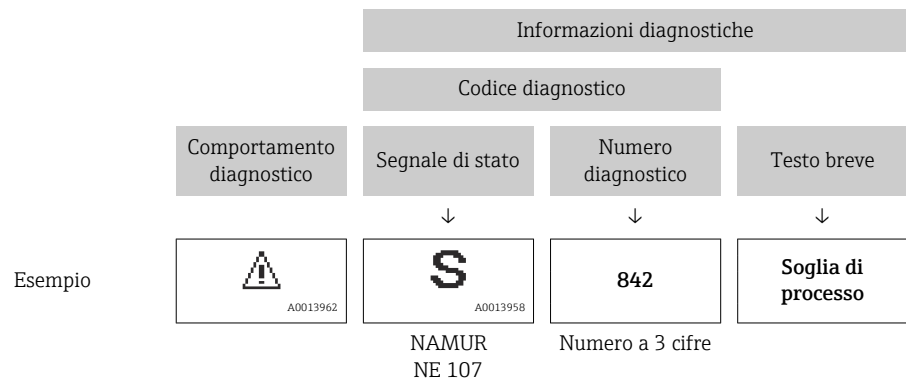 Informazioni diagnostiche
Codice diagnostico
Comportamento
diagnostico
Segnale di stato
Numero
diagnostico
Testo breve
↓ ↓ ↓
Esempio
A0013962
S
A0013958
842
Soglia di
processo
NAMUR
NE 107
Numero a 3 cifre